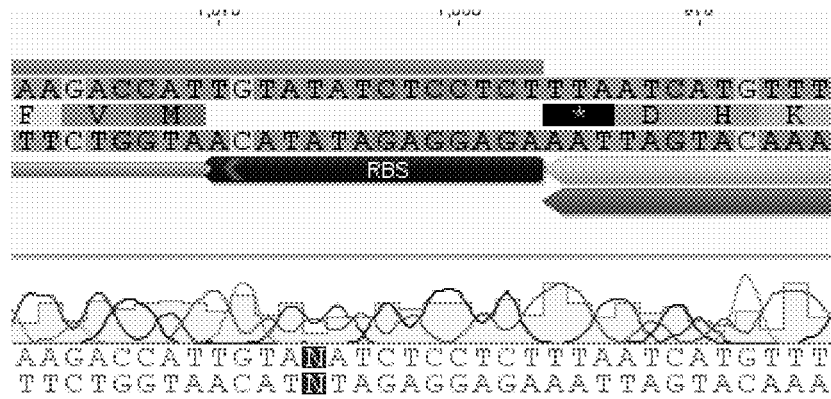 AAGACCATTGTATATCTCCTCTTTAATCATGTTT
F V M * D H K
TTCTGGTAACATATAGAGGAGAAATTAGTACAAA
RBS
AAGACCATTGTANATCTCCTCTTTAATCATGTTT
TTCTGGTAACATNTAGAGGAGAAATTAGTACAAA